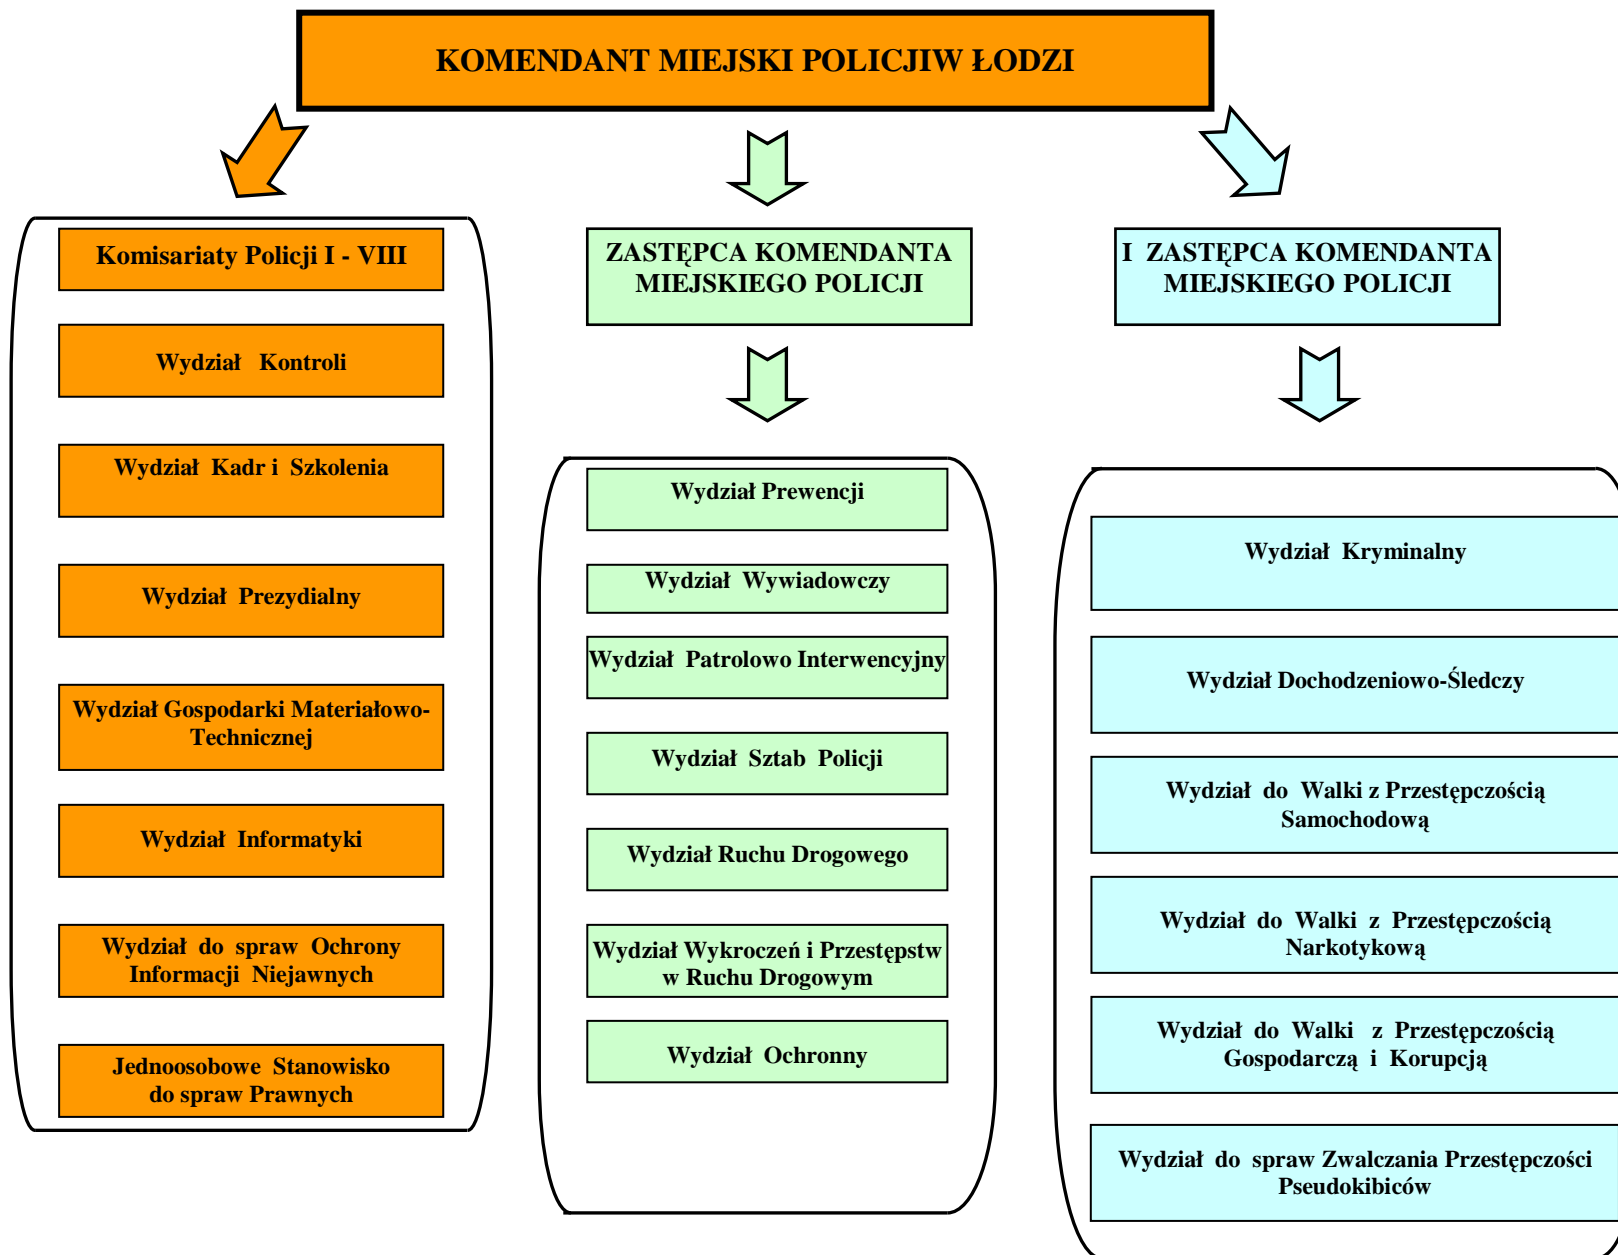 KOMENDANT MIEJSKI POLICJIW ŁODZI
Komisariaty Policji I - VIII
Wydział Kontroli
Wydział Kadr i Szkolenia
Wydział Prezydialny
Wydział Gospodarki Materiałowo-
Technicznej
Wydział Informatyki
Wydział do spraw Ochrony
Informacji Niejawnych
Jednoosobowe Stanowisko
do spraw Prawnych
ZASTĘPCA KOMENDANTA
MIEJSKIEGO POLICJI
Wydział Prewencji
Wydział Wywiadowczy
Wydział Patrolowo Interwencyjny
Wydział Sztab Policji
Wydział Ruchu Drogowego
Wydział Wykroczeń i Przestępstw
w Ruchu Drogowym
Wydział Ochronny
I ZASTĘPCA KOMENDANTA
MIEJSKIEGO POLICJI
Wydział Kryminalny
Wydział Dochodzeniowo-Śledczy
Wydział do Walki z Przestępczością
Samochodową
Wydział do Walki z Przestępczością
Narkotykową
Wydział do Walki z Przestępczością
Gospodarczą i Korupcją
Wydział do spraw Zwalczania Przestępczości
Pseudokibiców